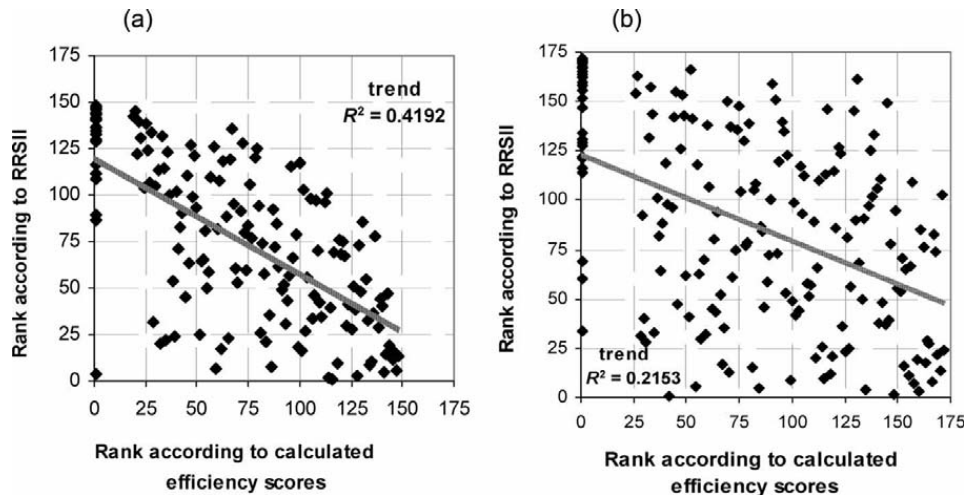 (a)
175
150
125
100
75
50
25
0
Rank according to RRSII
trend
R² = 0.4192
0 25 50 75 100 125 150 175
Rank according to calculated
efficiency scores
(b)
175
150
125
100
75
50
25
0
Rank according to RRSII
trend
R² = 0.2153
0 25 50 75 100 125 150 175
Rank according to calculated
efficiency scores